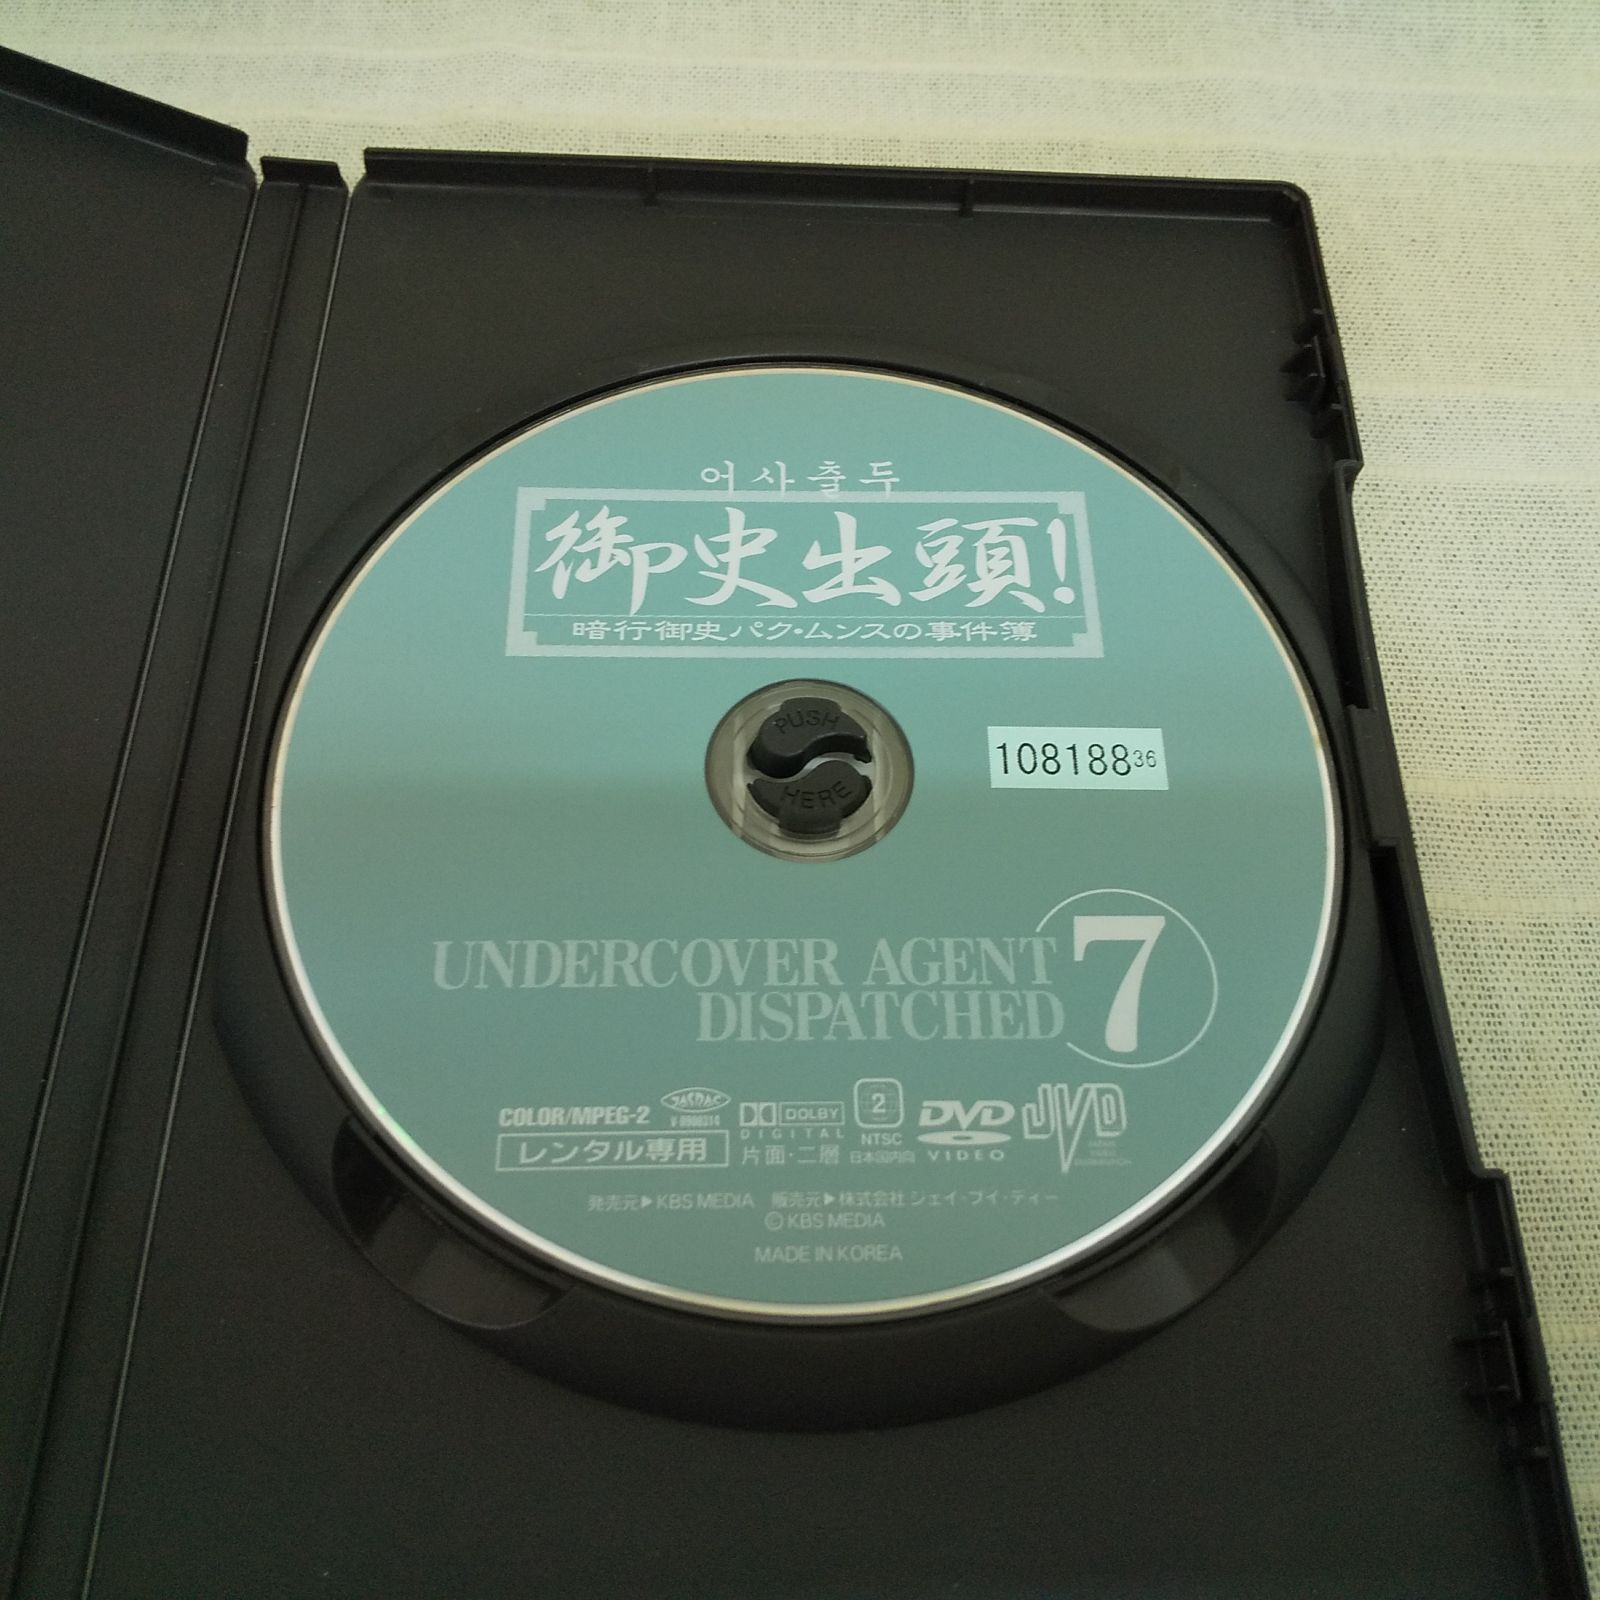 어사출두
御史出頭!
暗行御史パク・ムンスの事件簿
PUSH
HERE
10818836
UNDERCOVER AGENT
DISPATCHED
7
COLOR/MPEG-2
JASRAC
レンタル専用
DOLBY
DIGITAL
片面・二層
2
NTSC
日本国内向
DVD
VIDEO
JVD
発売元▶KBS MEDIA 販売元▶株式会社 ジェイ・ブイ・ディー
©KBS MEDIA
MADE IN KOREA